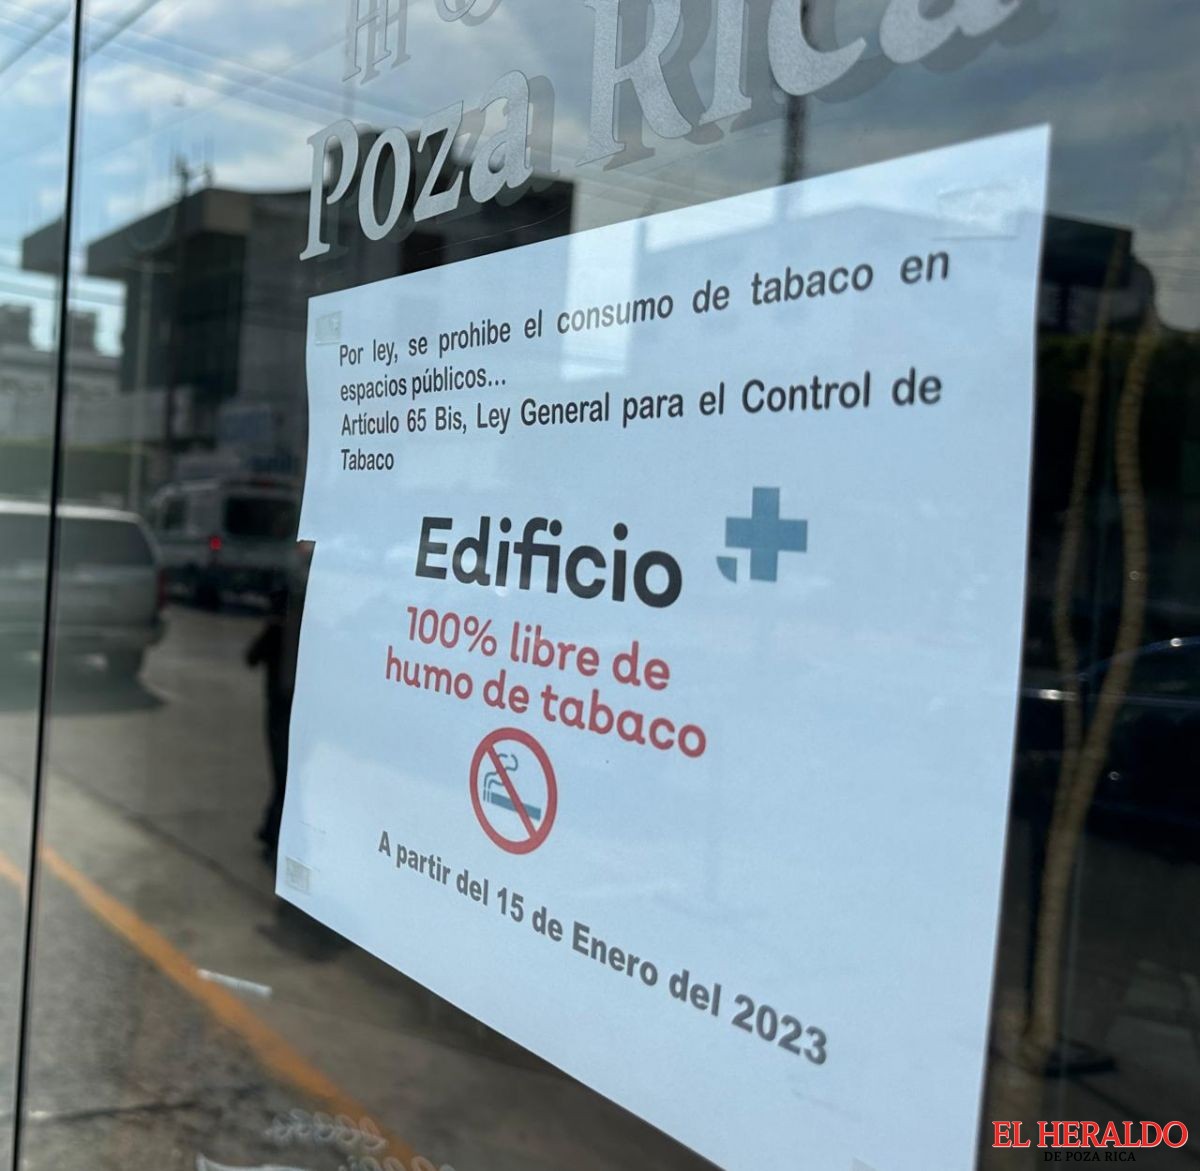 Poza Rica
Por ley, se prohibe el consumo de tabaco en
espacios públicos...
Artículo 65 Bis, Ley General para el Control de
Tabaco
Edificio
100% libre de
humo de tabaco
A partir del 15 de Enero del 2023
EL HERALDO
DE POZA RICA